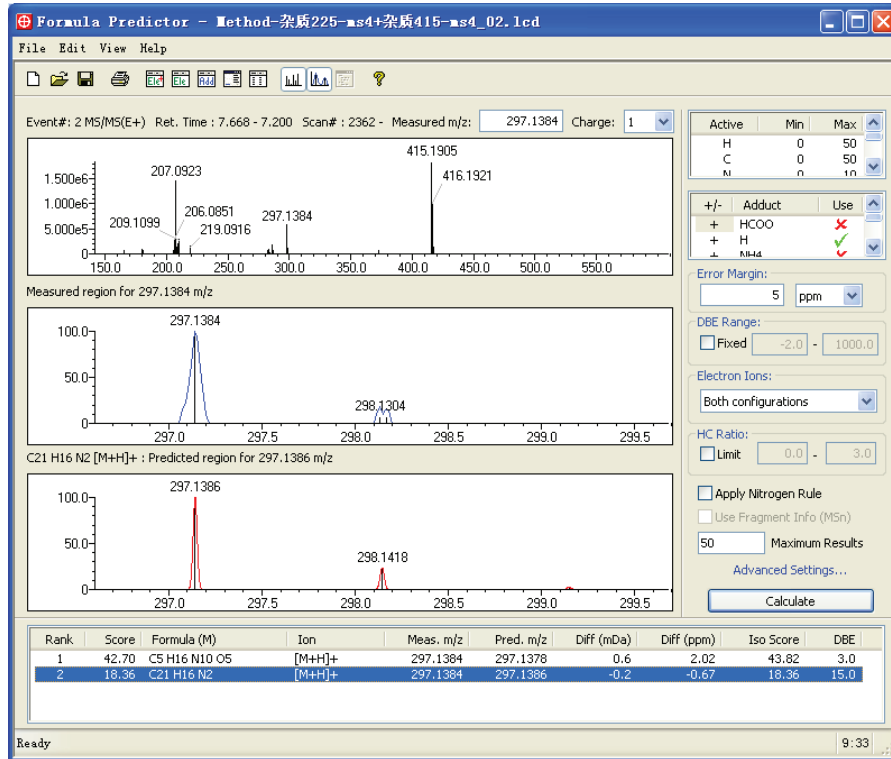 Formula Predictor - Method-杂质225-ms4+杂质415-ms4_02.lcd
File Edit View Help
Event#: 2 MS/MS(E+) Ret. Time : 7.668 - 7.200 Scan# : 2362 - Measured m/z: 297.1384 Charge: 1
415.1905
207.0923
416.1921
1.500e6
1.000e6
5.000e5
0
209.1099
206.0851
219.0916
297.1384
150.0 200.0 250.0 300.0 350.0 400.0 450.0 500.0 550.0
Measured region for 297.1384 m/z
297.1384
100.0
50.0
0
298.1304
297.0 297.5 298.0 298.5 299.0 299.5
C21 H16 N2 [M+H]+ : Predicted region for 297.1386 m/z
297.1386
100.0
50.0
0
298.1418
297.0 297.5 298.0 298.5 299.0 299.5
Active Min Max
H 0 50
C 0 50
N 0 10
+/- Adduct Use
+ HCOO
+ H
+ NH4
Error Margin:
5 ppm
DBE Range:
Fixed -2.0 - 1000.0
Electron Ions:
Both configurations
HC Ratio:
Limit 0.0 - 3.0
Apply Nitrogen Rule
Use Fragment Info (MSn)
50 Maximum Results
Advanced Settings...
Calculate
Rank Score Formula (M) Ion Meas. m/z Pred. m/z Diff (mDa) Diff (ppm) Iso Score DBE
1 42.70 C5 H16 N10 O5 [M+H]+ 297.1384 297.1378 0.6 2.02 43.82 3.0
2 18.36 C21 H16 N2 [M+H]+ 297.1384 297.1386 -0.2 -0.67 18.36 15.0
Ready 9:33